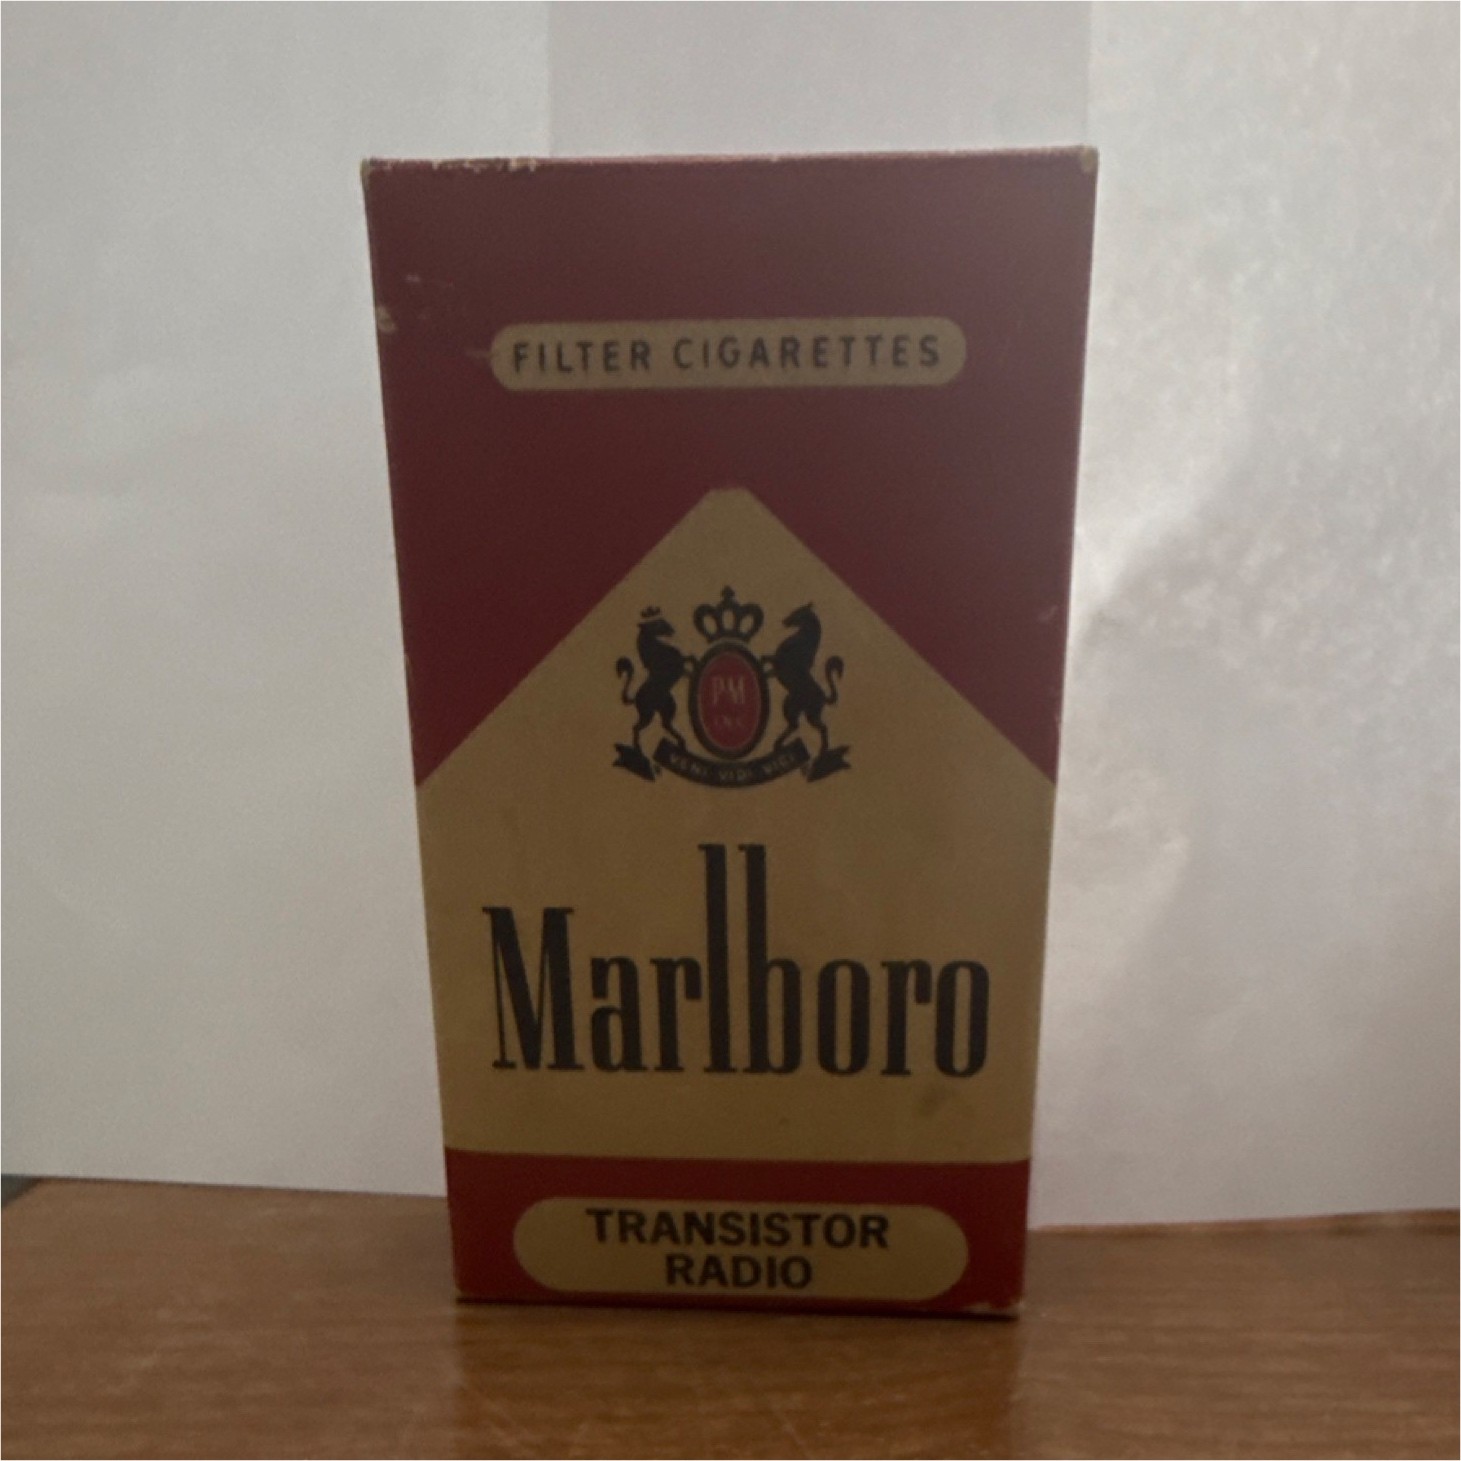 FILTER CIGARETTES
PM
VENI VIDI VICI
Marlboro
TRANSISTOR
RADIO